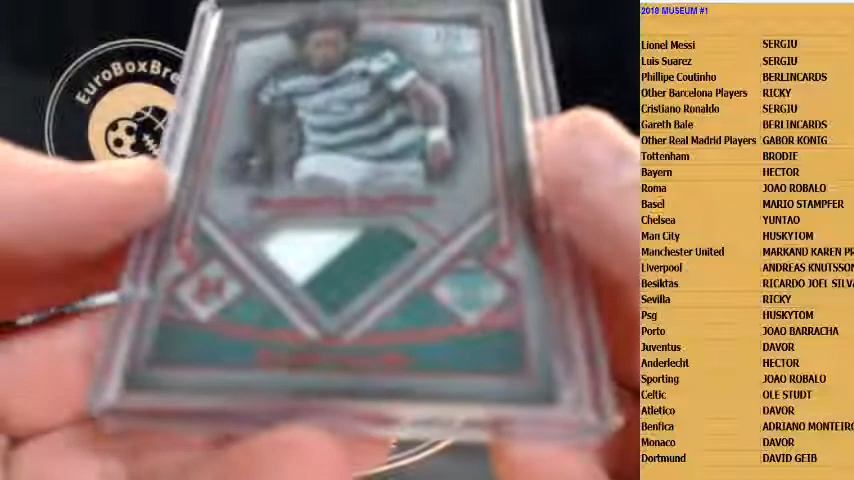 EuroBoxBre
2018 MUSEUM #1
Lionel Messi SERGIU
Luis Suarez SERGIU
Phillipe Coutinho BERLINCARDS
Other Barcelona Players RICKY
Cristiano Ronaldo SERGIU
Gareth Bale BERLINCARDS
Other Real Madrid Players GABOR KONIG
Tottenham BRODIE
Bayern HECTOR
Roma JOAO ROBALO
Basel MARIO STAMPFER
Chelsea YUNTAO
Man City HUSKYTOM
Manchester United MARKAND KAREN PR
Liverpool ANDREAS KNUTSSON
Besiktas RICARDO JOEL SILVA
Sevilla RICKY
Psg HUSKYTOM
Porto JOAO BARRACHA
Juventus DAVOR
Anderlecht HECTOR
Sporting JOAO ROBALO
Celtic OLE STUDT
Atletico DAVOR
Benfica ADRIANO MONTEIRO
Monaco DAVOR
Dortmund DAVID GEIB